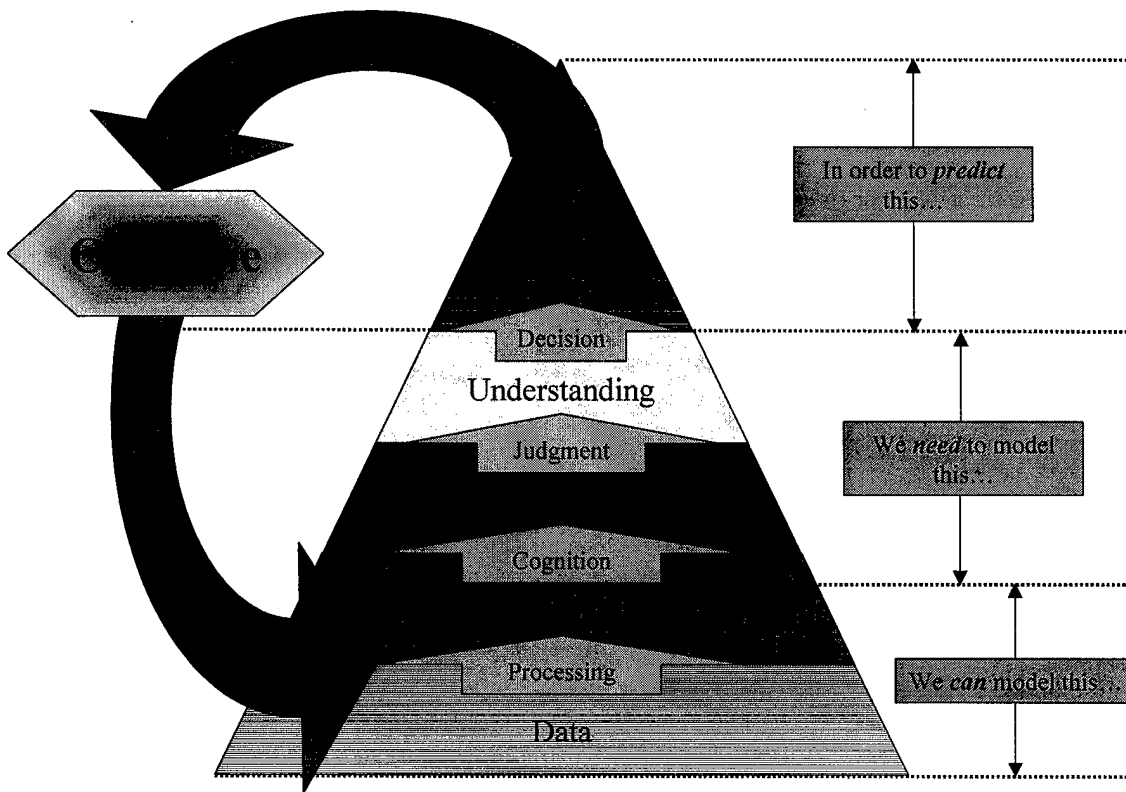 In order to predict
this…
Decision
Understanding
We need to model
this…
Judgment
Cognition
Processing
We can model this…
Data